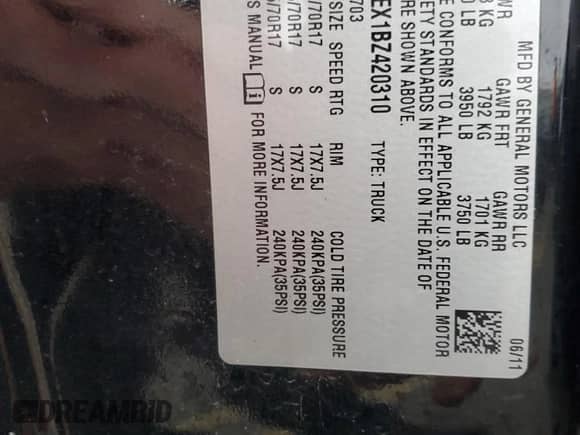 MFD BY GENERAL MOTORS LLC 06/11
GVWR GAWR FRT GAWR RR
KG 1792 KG 1701 KG
LB 3950 LB 3750 LB
CONFORMS TO ALL APPLICABLE U.S. FEDERAL MOTOR
SAFETY STANDARDS IN EFFECT ON THE DATE OF
SHOWN ABOVE.
EX1BZ420310 TYPE: TRUCK
703
SIZE SPEED RTG RIM COLD TIRE PRESSURE
/70R17 S 17X7.5J 240KPA(35PSI)
/70R17 S 17X7.5J 240KPA(35PSI)
/70R17 S 17X7.5J 240KPA(35PSI)
MANUAL FOR MORE INFORMATION.
DREAMBID